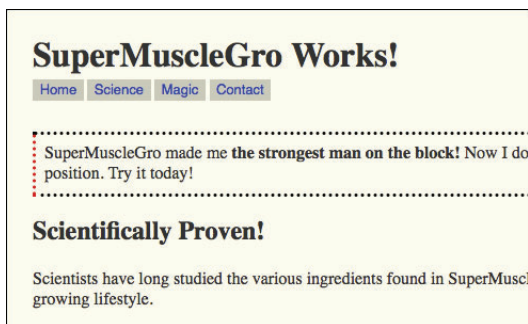 SuperMuscleGro Works!
Home Science Magic Contact
SuperMuscleGro made me the strongest man on the block! Now I do
position. Try it today!
Scientifically Proven!
Scientists have long studied the various ingredients found in SuperMuscl
growing lifestyle.